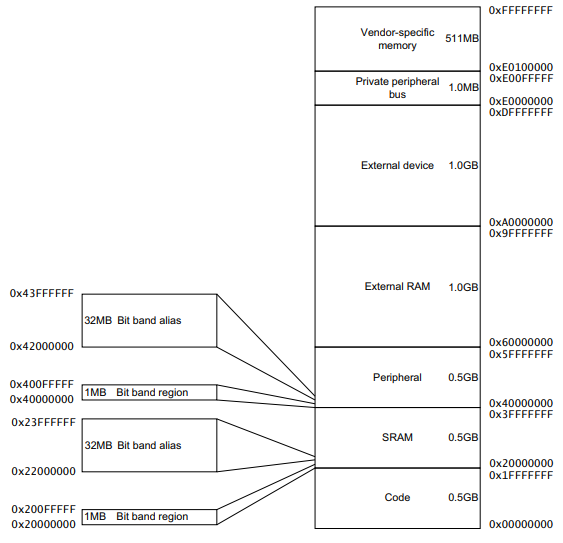 0xFFFFFFFF
Vendor-specific
memory
511MB
0xE0100000
0xE00FFFFF
Private peripheral
bus
1.0MB
0xE0000000
0xDFFFFFFF
External device 1.0GB
0xA0000000
0x9FFFFFFF
External RAM 1.0GB
0x60000000
0x5FFFFFFF
Peripheral 0.5GB
0x40000000
0x3FFFFFFF
SRAM 0.5GB
0x20000000
0x1FFFFFFF
Code 0.5GB
0x00000000
0x43FFFFFF
32MB Bit band alias
0x42000000
0x400FFFFF
1MB Bit band region
0x40000000
0x23FFFFFF
32MB Bit band alias
0x22000000
0x200FFFFF
1MB Bit band region
0x20000000